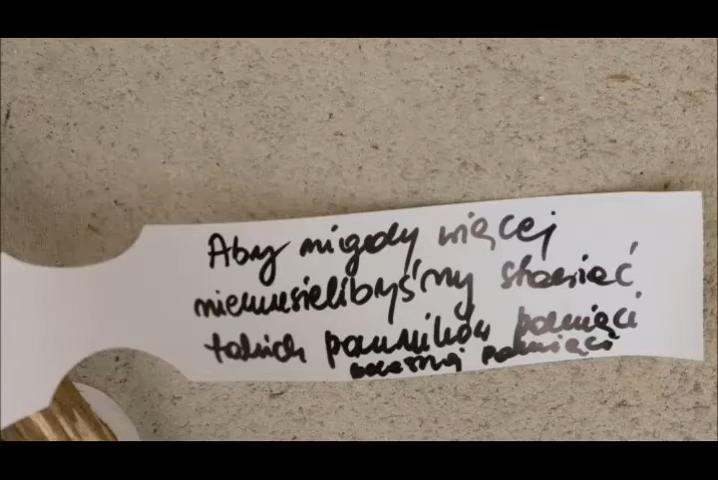 Aby nigdy więcej
niemusielibyśmy stawiać
takich pomników pamięci
pamięci